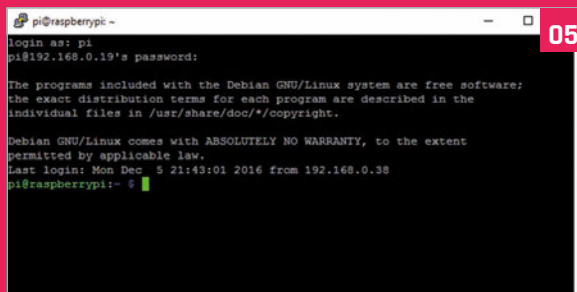 pi@raspberrypi: ~
05
login as: pi
pi@192.168.0.19's password:
The programs included with the Debian GNU/Linux system are free software;
the exact distribution terms for each program are described in the
individual files in /usr/share/doc/*/copyright.
Debian GNU/Linux comes with ABSOLUTELY NO WARRANTY, to the extent
permitted by applicable law.
Last login: Mon Dec  5 21:43:01 2016 from 192.168.0.38
pi@raspberrypi:~ $